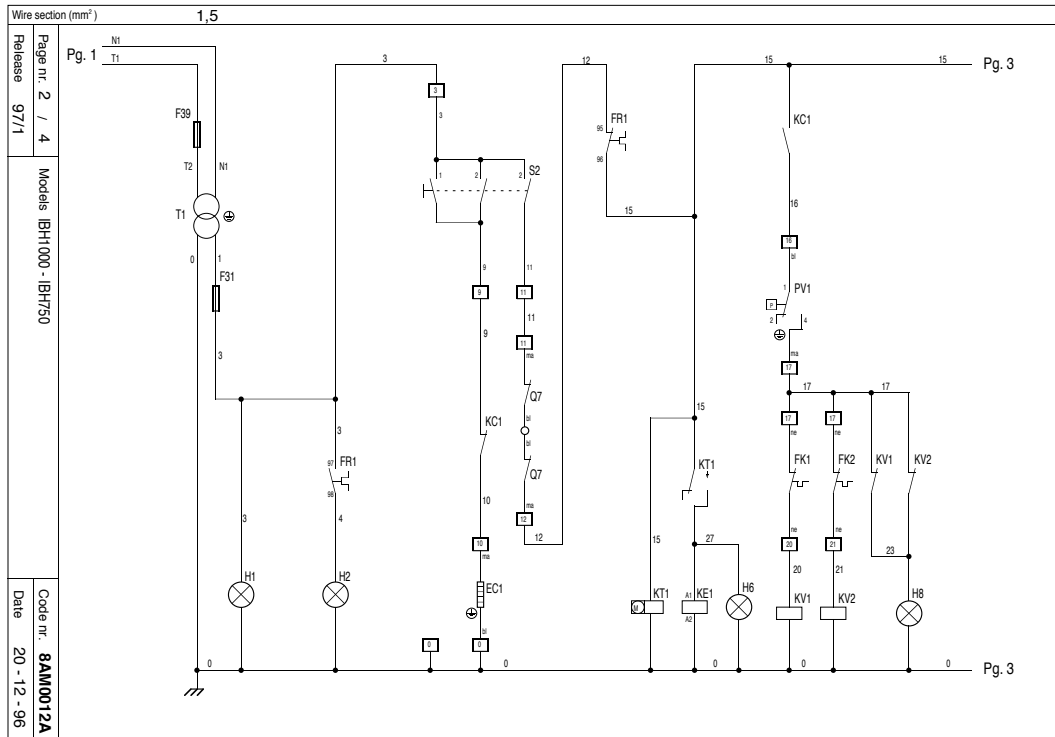 Wire section (mm² ) 1,5
Page nr. 2 / 4
Release 97/1
Models IBH1000 - IBH750
Code nr. 8AM0012A
Date 20 - 12 - 96
Pg. 1
N1
T1
F39
T2
N1
T1
0
1
F31
3
3
H1
3
FR1
97
98
4
H2
3
3
3
1
2
2
S2
9
9
9
KC1
10
10
ma
EC1
bl
0
0
11
11
11
11
ma
Q7
bl
bl
Q7
ma
12
12
12
FR1
95
96
15
15
15
KT1
KT1
M
27
A1
KE1
A2
H6
15
15
Pg. 3
KC1
16
16
bl
PV1
1
P
2
4
ma
17
17
17
17
ne
17
ne
FK1
FK2
KV1
KV2
ne
20
20
ne
21
21
23
KV1
KV2
H8
0
0
0
0
0
Pg. 3